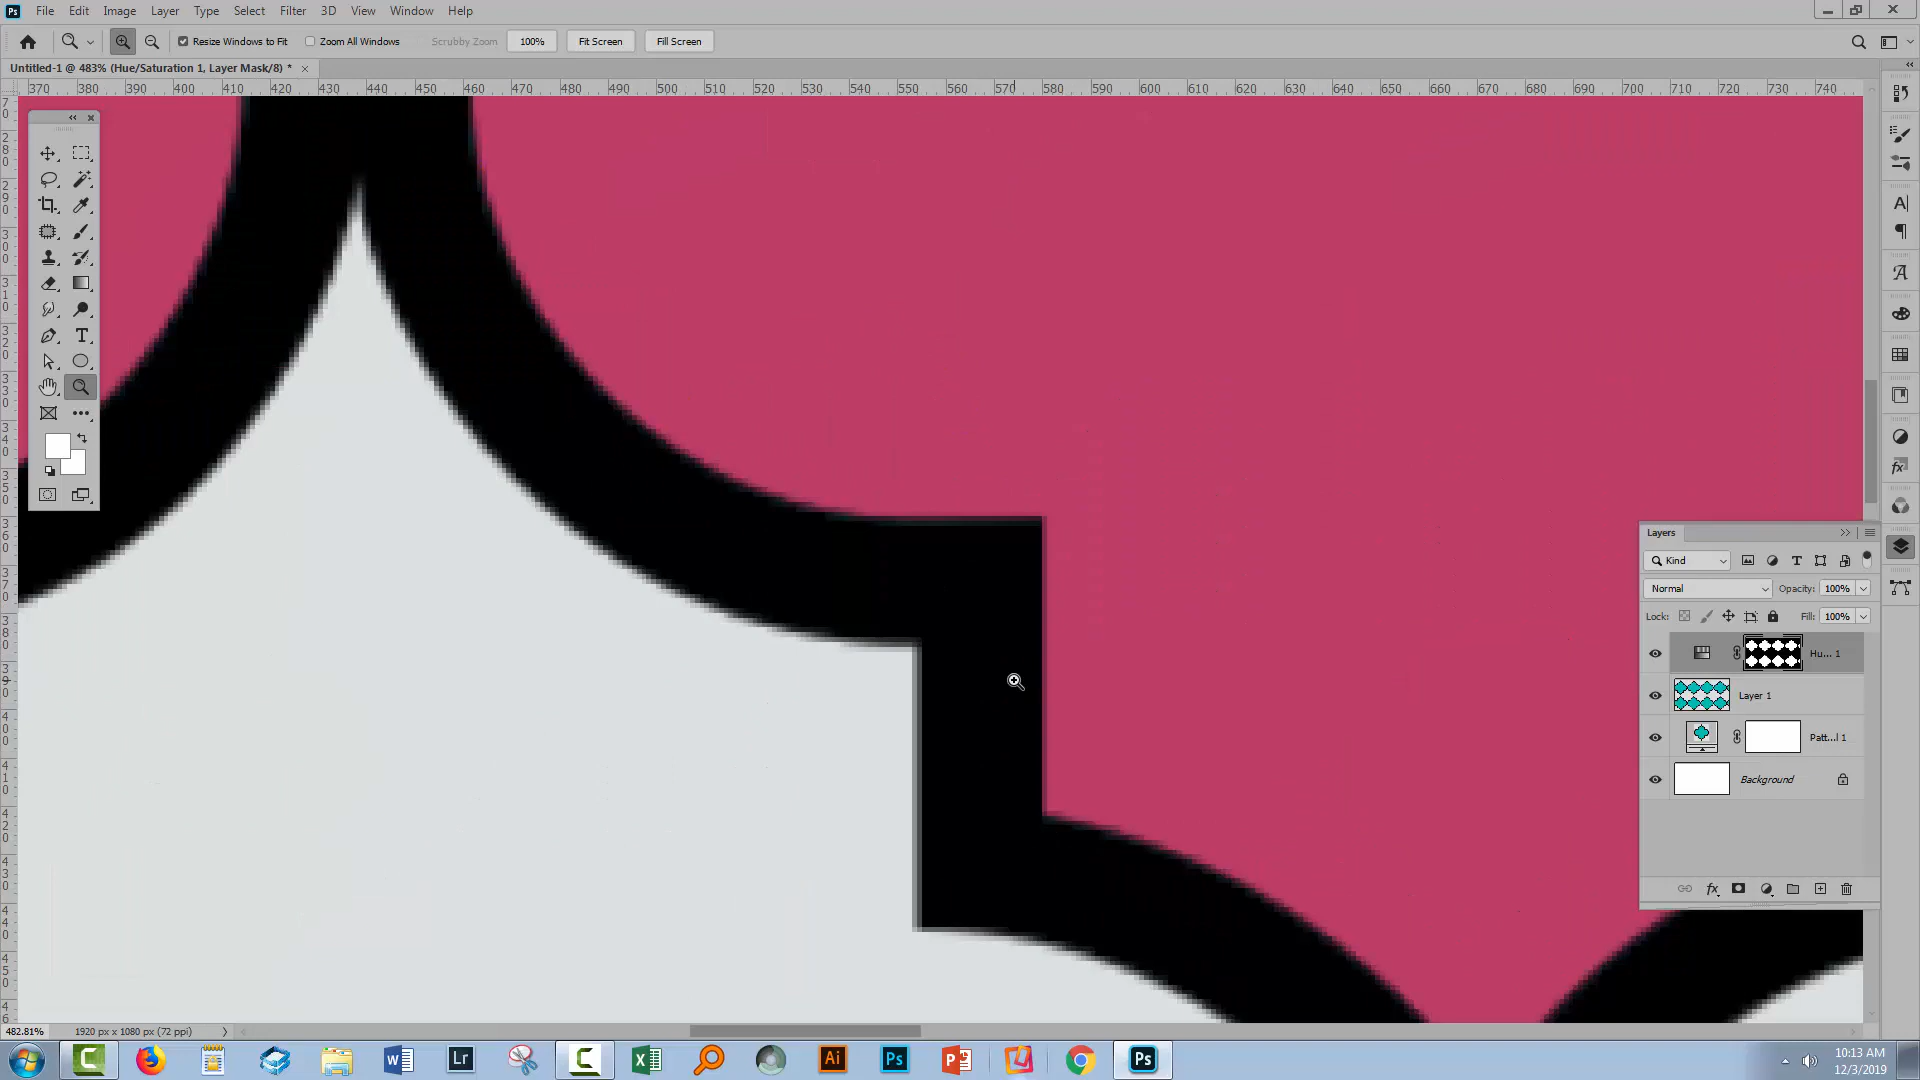 File Edit Image Layer Type Select Filter 3D View Window Help
Resize Windows to Fit Zoom All Windows Scrubby Zoom 100% Fit Screen Fill Screen
Untitled-1 @ 483% (Hue/Saturation 1, Layer Mask/8) *
370 380 390 400 410 420 430 440 450 460 470 480 490 500 510 520 530 540 550 560 570 580 590 600 610 620 630 640 650 660 670 680 690 700 710 720 730 740
Layers
Kind
Normal Opacity: 100%
Lock: Fill: 100%
Hu... 1
Layer 1
Patt...l 1
Background
482.81% 1920 px x 1080 px (72 ppi)
10:13 AM
12/3/2019